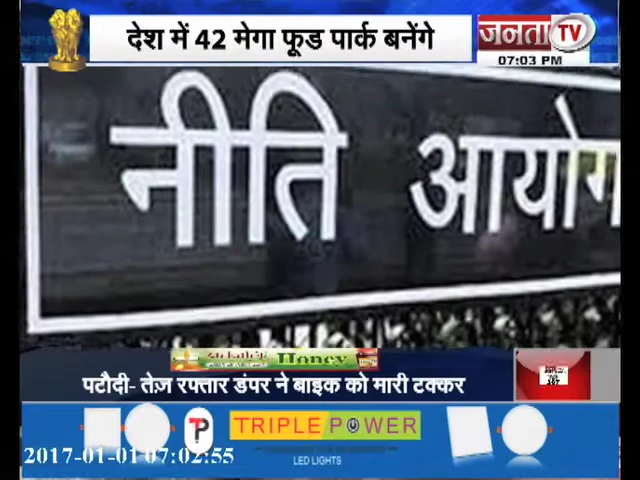 देश में 42 मेगा फूड पार्क बनेंगे
जनता TV
07:03 PM
नीति आयोग
Honey
पटौदी- तेज़ रफ्तार डंपर ने बाइक को मारी टक्कर
TP
TRIPLE POWER
LED LIGHTS
2017-01-01 07:02:55